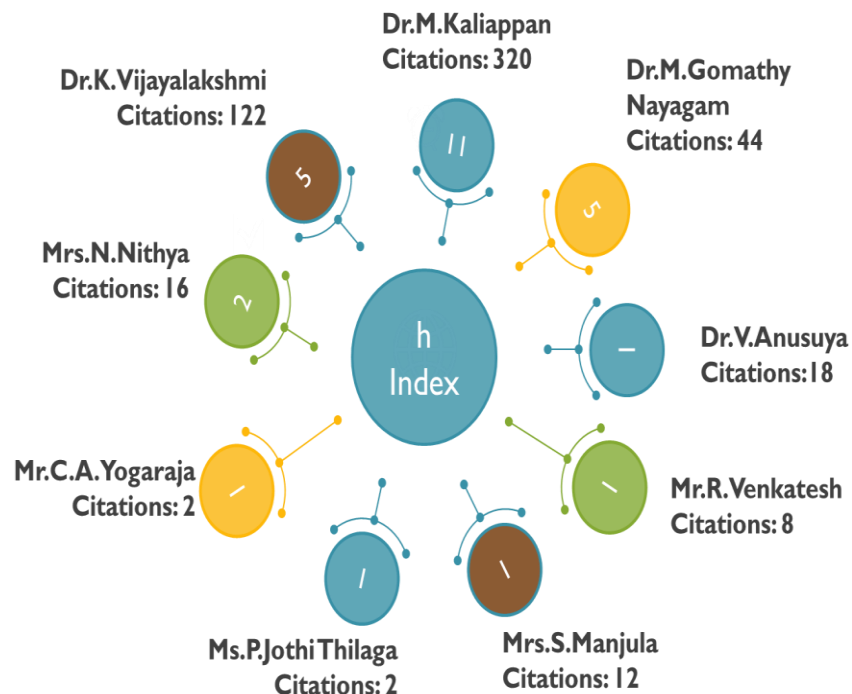 Dr.M.Kaliappan
Citations: 320
11
Dr.M.Gomathy
Nayagam
Citations: 44
5
Dr.V.Anusuya
Citations:18
1
Mr.R.Venkatesh
Citations: 8
1
Mrs.S.Manjula
Citations: 12
1
Ms.P.Jothi Thilaga
Citations: 2
1
Mr.C.A.Yogaraja
Citations: 2
1
Mrs.N.Nithya
Citations: 16
2
Dr.K.Vijayalakshmi
Citations: 122
5
h
Index